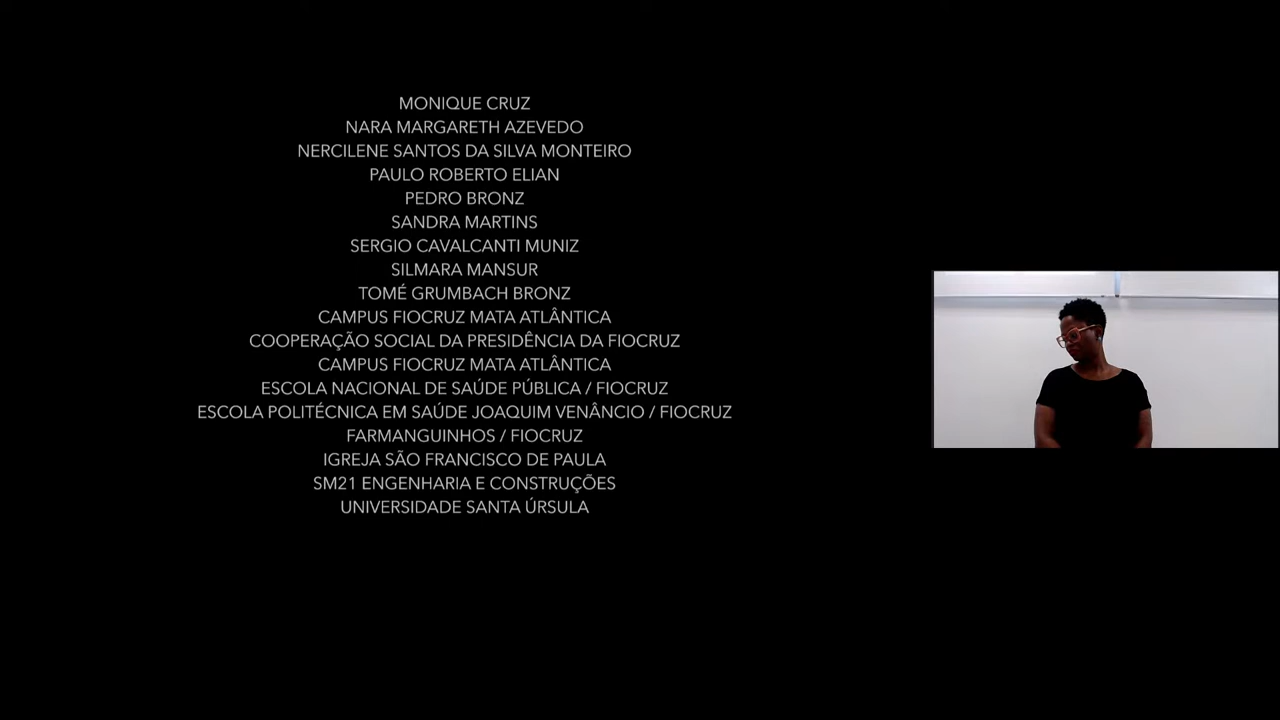 MONIQUE CRUZ
NARA MARGARETH AZEVEDO
NERCILENE SANTOS DA SILVA MONTEIRO
PAULO ROBERTO ELIAN
PEDRO BRONZ
SANDRA MARTINS
SERGIO CAVALCANTI MUNIZ
SILMARA MANSUR
TOMÉ GRUMBACH BRONZ
CAMPUS FIOCRUZ MATA ATLÂNTICA
COOPERAÇÃO SOCIAL DA PRESIDÊNCIA DA FIOCRUZ
CAMPUS FIOCRUZ MATA ATLÂNTICA
ESCOLA NACIONAL DE SAÚDE PÚBLICA / FIOCRUZ
ESCOLA POLITÉCNICA EM SAÚDE JOAQUIM VENÂNCIO / FIOCRUZ
FARMANGUINHOS / FIOCRUZ
IGREJA SÃO FRANCISCO DE PAULA
SM21 ENGENHARIA E CONSTRUÇÕES
UNIVERSIDADE SANTA ÚRSULA